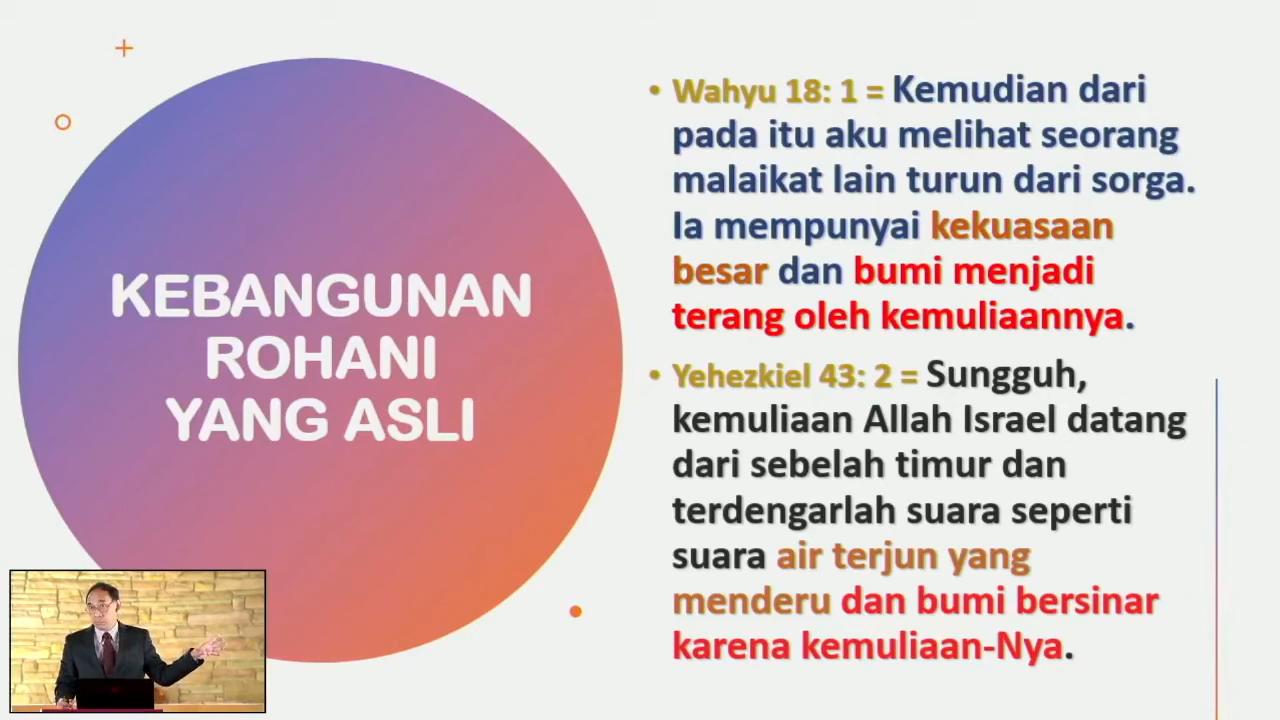 KEBANGUNAN
ROHANI
YANG ASLI
• Wahyu 18: 1 = Kemudian dari
pada itu aku melihat seorang
malaikat lain turun dari sorga.
Ia mempunyai kekuasaan
besar dan bumi menjadi
terang oleh kemuliaannya.
• Yehezkiel 43: 2 = Sungguh,
kemuliaan Allah Israel datang
dari sebelah timur dan
terdengarlah suara seperti
suara air terjun yang
menderu dan bumi bersinar
karena kemuliaan-Nya.